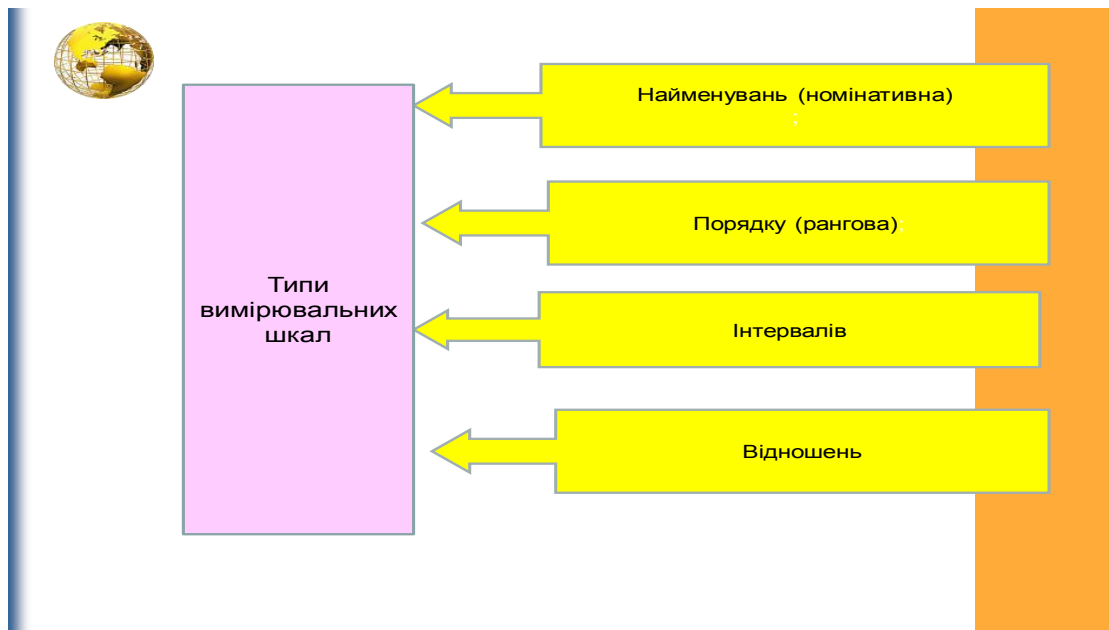 Найменувань (номінативна)
;
Порядку (рангова);
Типи
вимірювальних
шкал
Інтервалів
Відношень